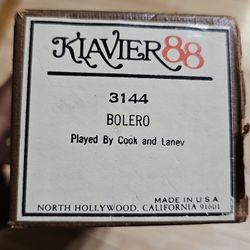 KLAVIER 88
3144
BOLERO
Played By Cook and Laney
MADE IN U.S.A.
NORTH HOLLYWOOD, CALIFORNIA 91601